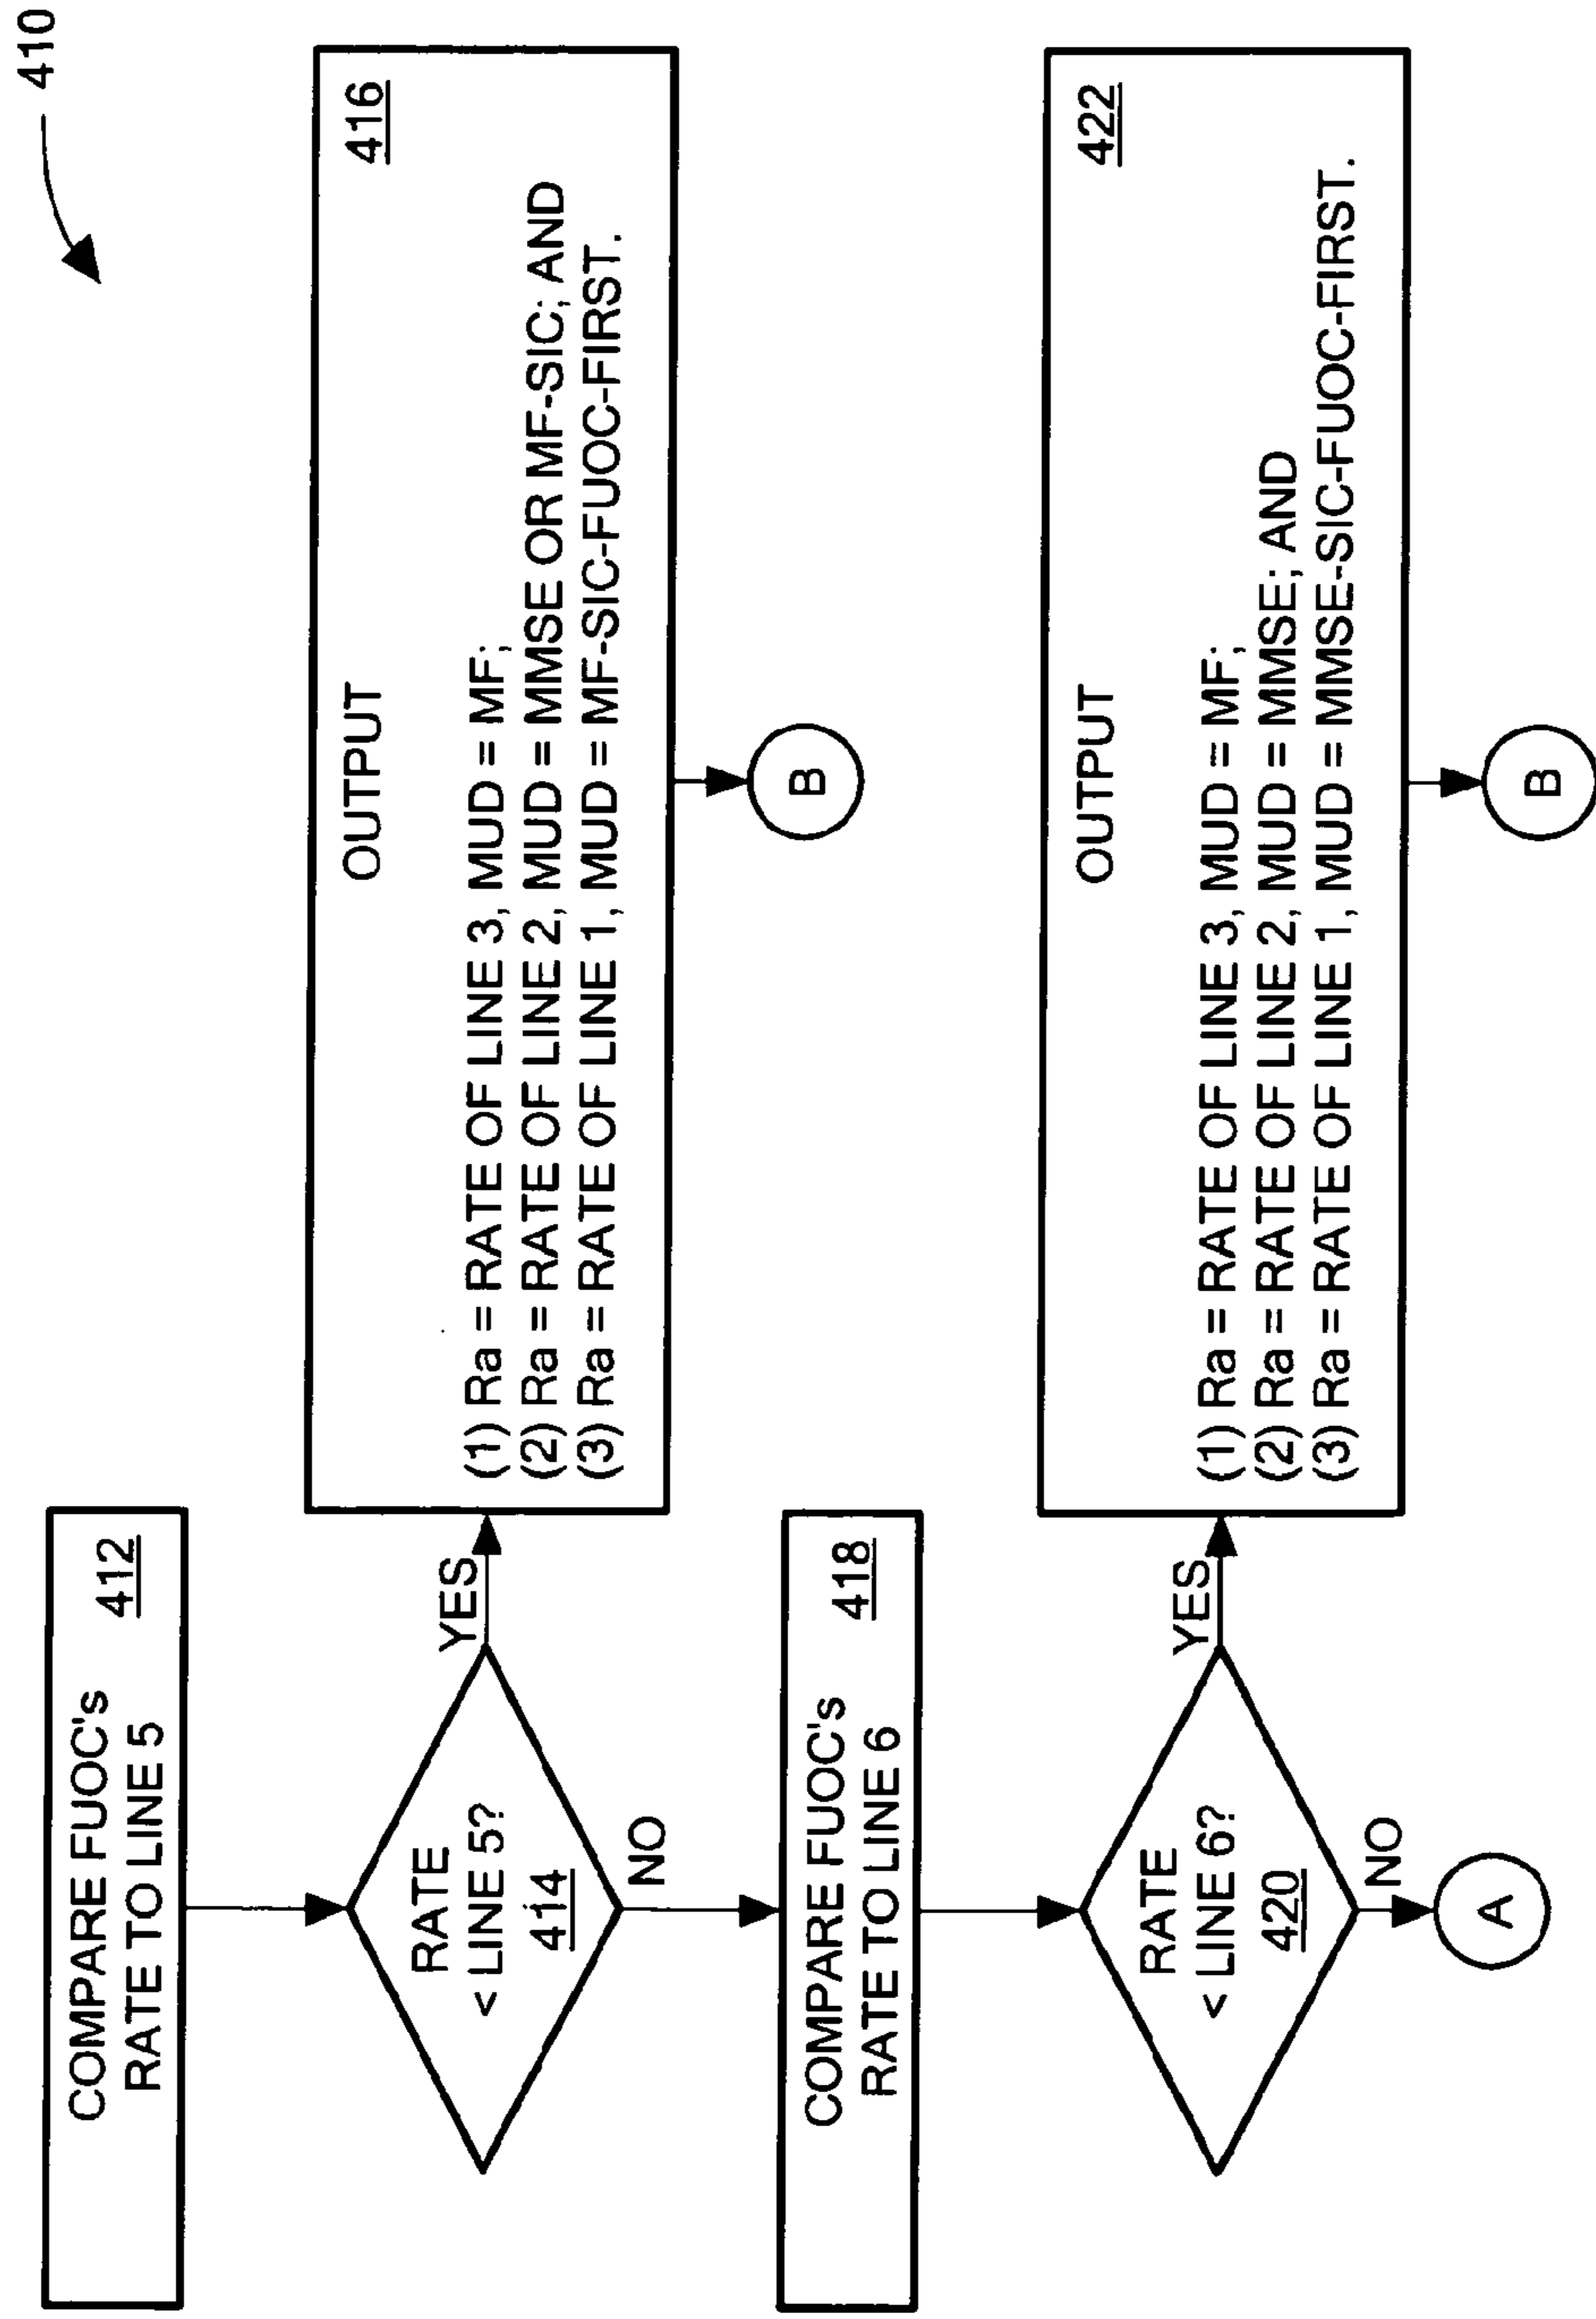 410
COMPARE FUOC's
RATE TO LINE 5
412
RATE
< LINE 5?
414
YES
NO
OUTPUT
416
(1) Ra = RATE OF LINE 3, MUD = MF;
(2) Ra = RATE OF LINE 2, MUD = MMSE OR MF-SIC; AND
(3) Ra = RATE OF LINE 1, MUD = MF-SIC-FUOC-FIRST.
B
COMPARE FUOC's
RATE TO LINE 6
418
RATE
< LINE 6?
420
YES
NO
A
OUTPUT
422
(1) Ra = RATE OF LINE 3, MUD = MF;
(2) Ra = RATE OF LINE 2, MUD = MMSE; AND
(3) Ra = RATE OF LINE 1, MUD = MMSE-SIC-FUOC-FIRST.
B